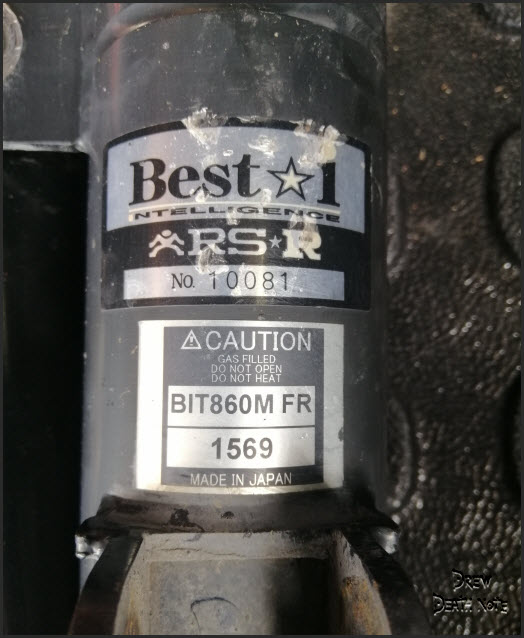 Best☆1
INTELLIGENCE
RS★R
No. 10081
⚠CAUTION
GAS FILLED
DO NOT OPEN
DO NOT HEAT
BIT860M FR
1569
MADE IN JAPAN
DREW
DEATH NOTE